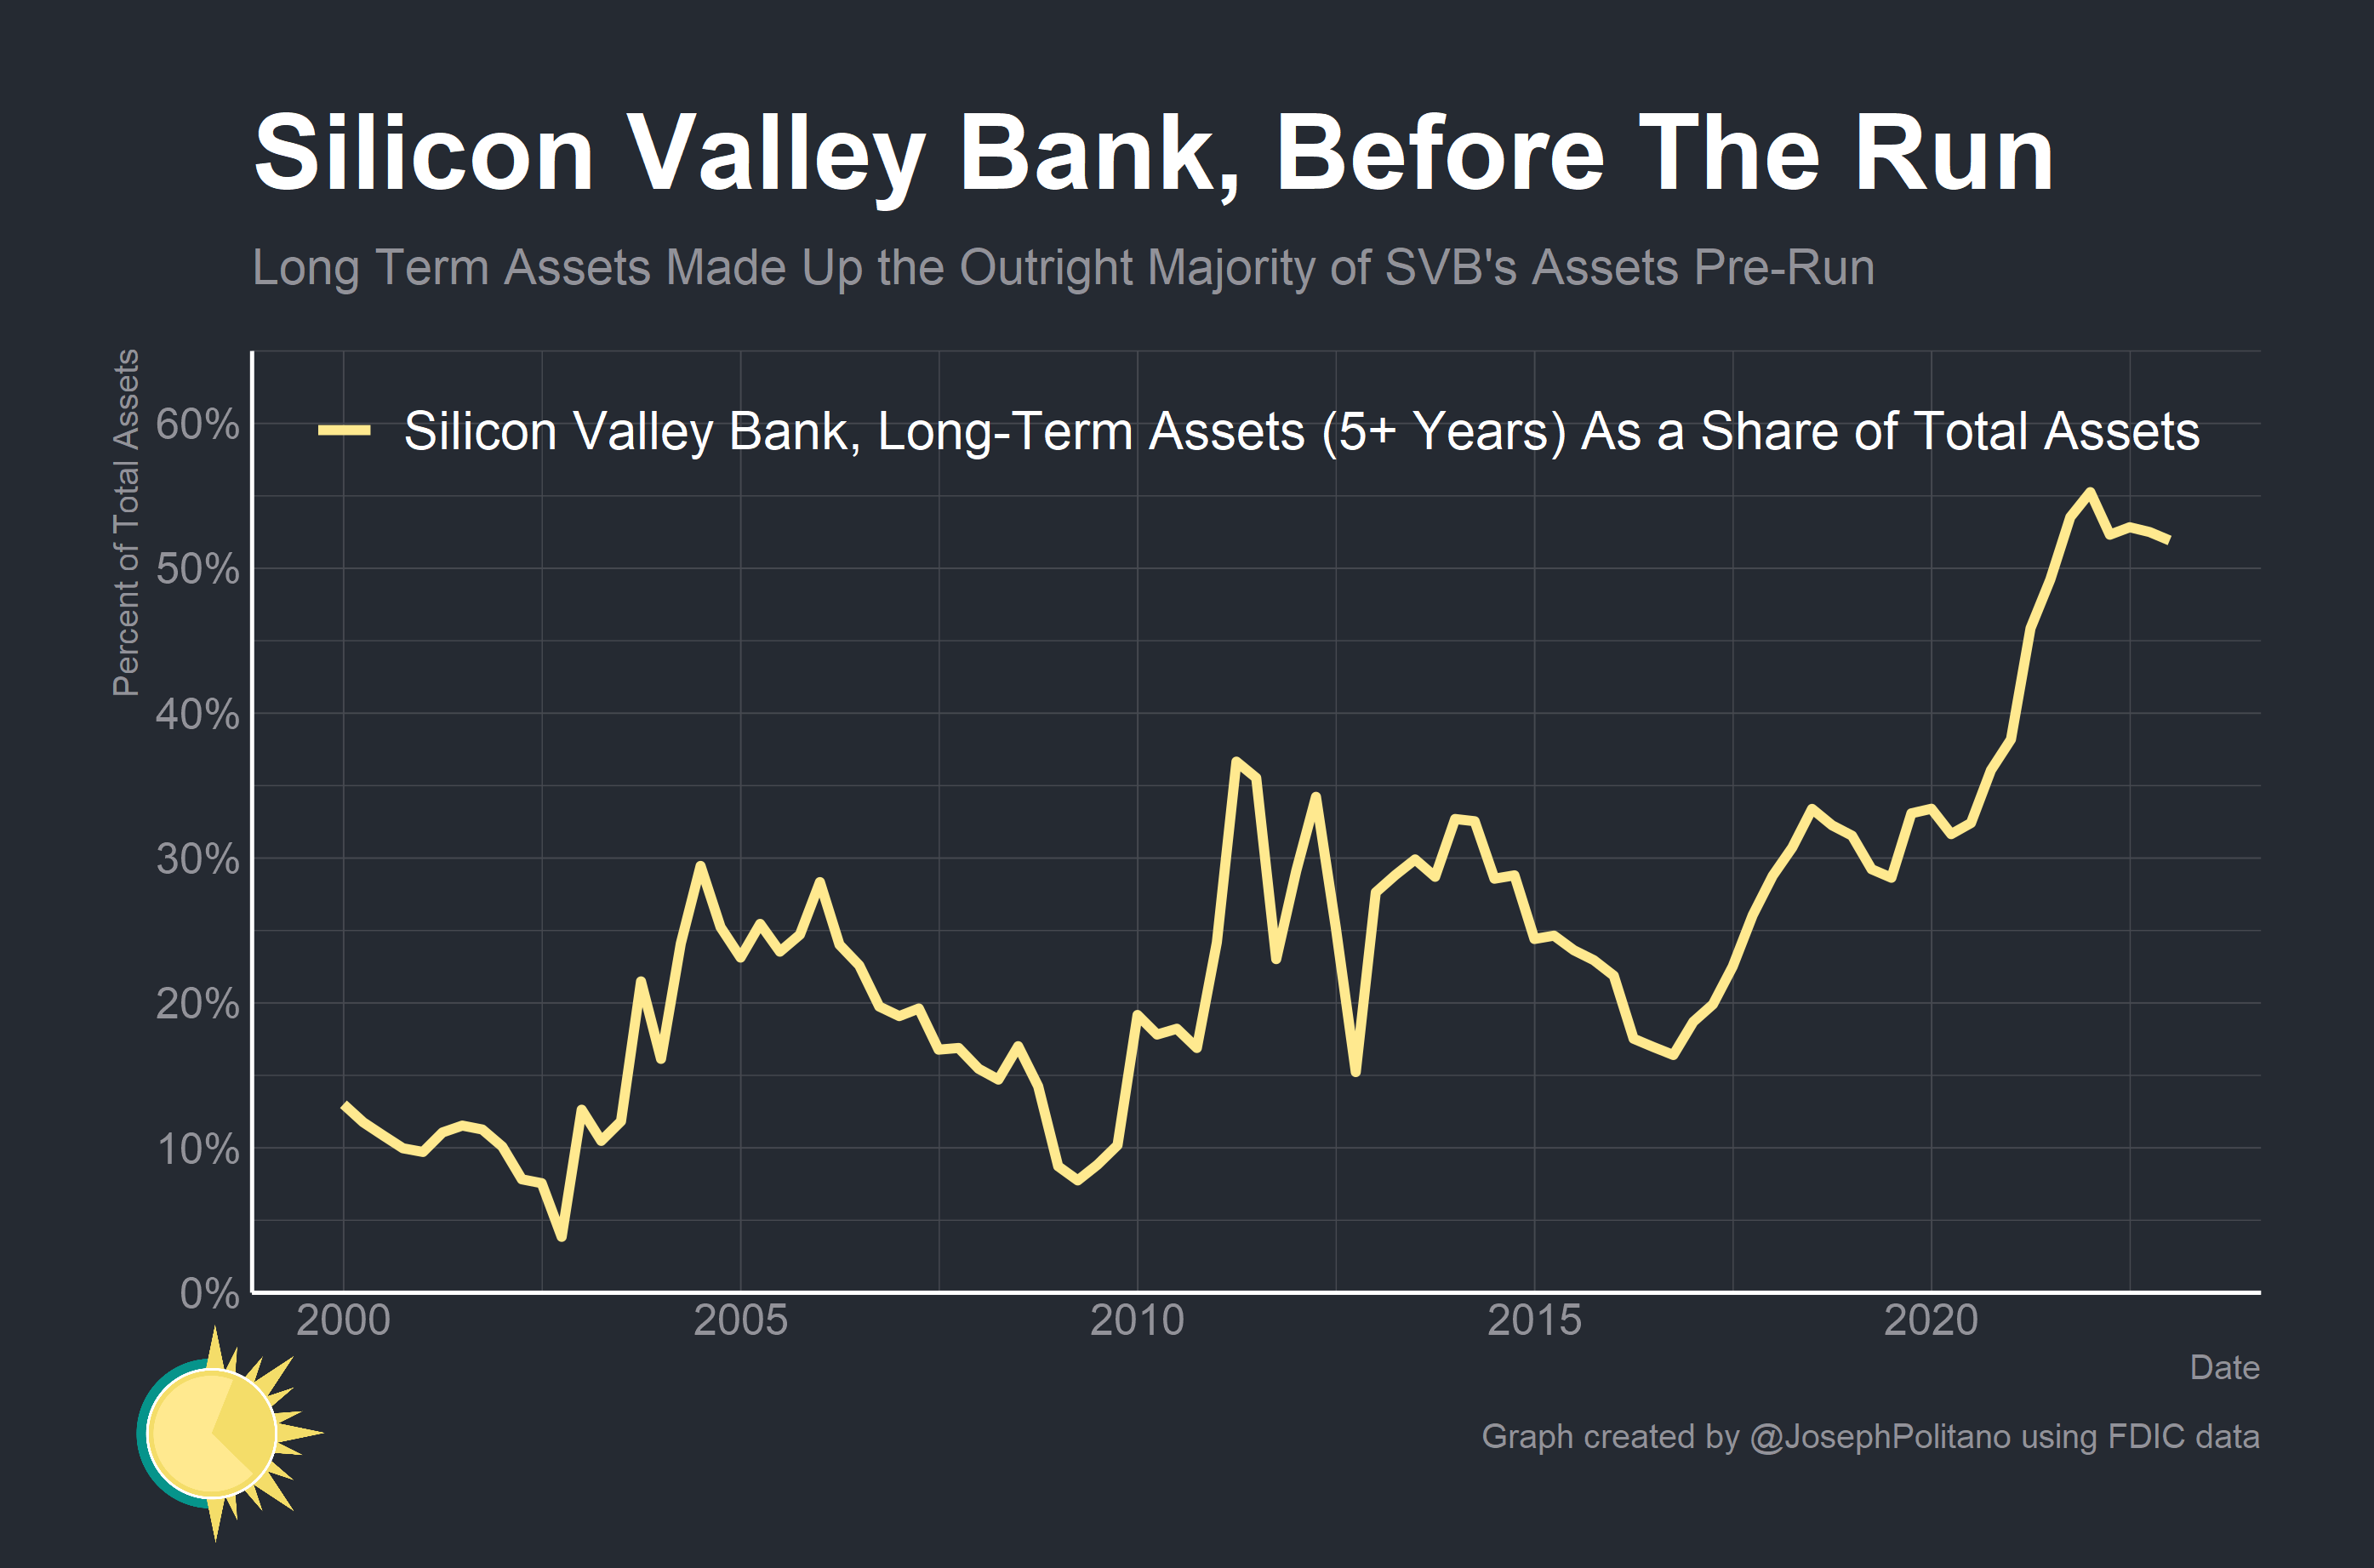 Silicon Valley Bank, Before The Run
Long Term Assets Made Up the Outright Majority of SVB's Assets Pre-Run
Percent of Total Assets
Silicon Valley Bank, Long-Term Assets (5+ Years) As a Share of Total Assets
60%
50%
40%
30%
20%
10%
0%
2000 2005 2010 2015 2020
Date
Graph created by @JosephPolitano using FDIC data